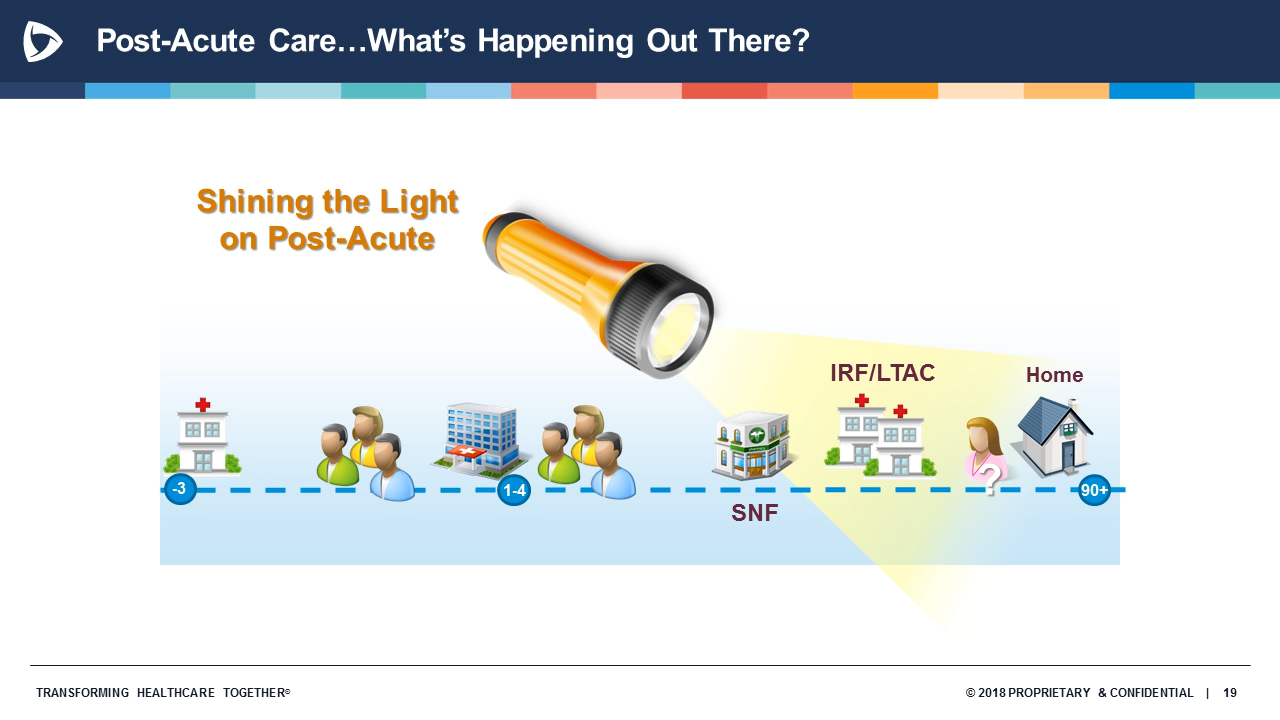 Post-Acute Care…What’s Happening Out There?
Shining the Light
on Post-Acute
IRF/LTAC
Home
?
-3
1-4
90+
SNF
TRANSFORMING HEALTHCARE TOGETHER®
© 2018 PROPRIETARY & CONFIDENTIAL | 19